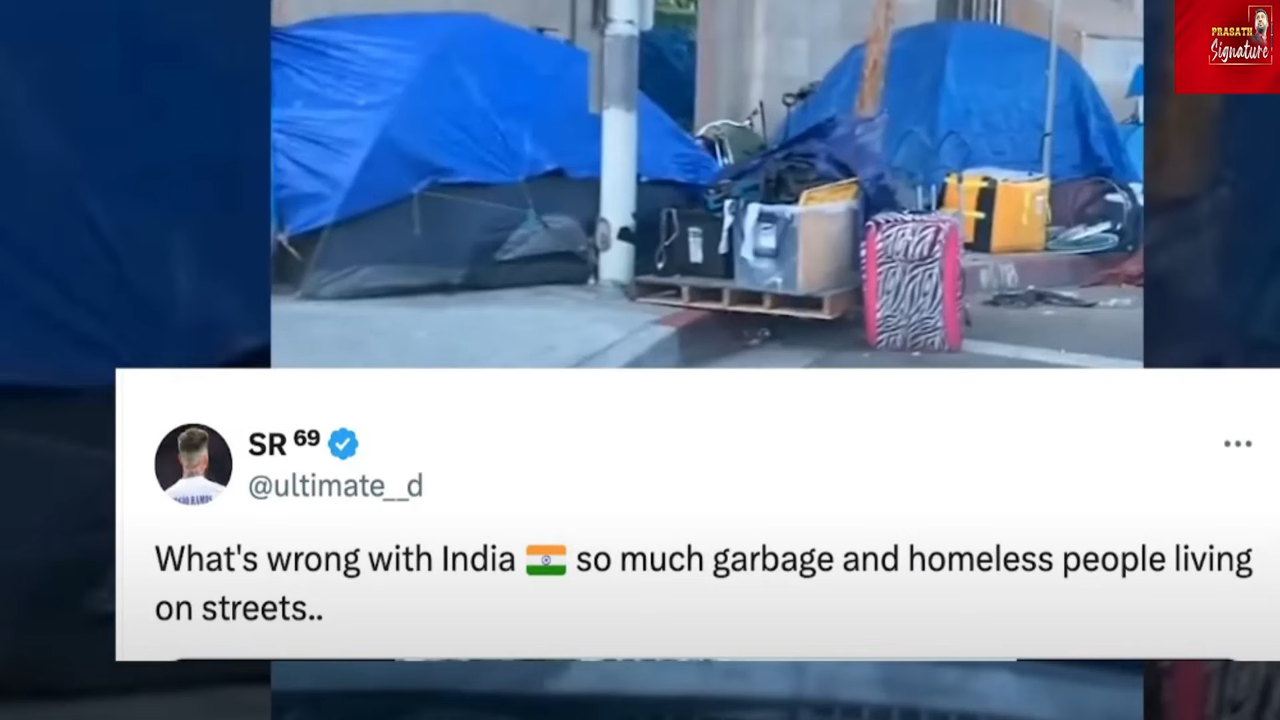 PRASATH
Signature
SR 69
@ultimate__d
What's wrong with India 🇮🇳 so much garbage and homeless people living
on streets..